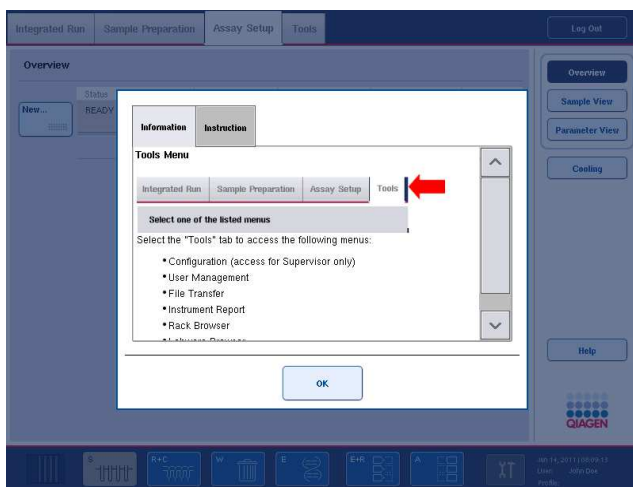 Integrated Run Sample Preparation Assay Setup Tools Log Out
Overview
Overview
Status
New... READY
Sample View
Parameter View
Cooling
Information Instruction
Tools Menu
Integrated Run Sample Preparation Assay Setup Tools
Select one of the listed menus
Select the "Tools" tab to access the following menus:
•Configuration (access for Supervisor only)
•User Management
•File Transfer
•Instrument Report
•Rack Browser
OK
Help
QIAGEN
S R+C W E E+R A
User: John Doe